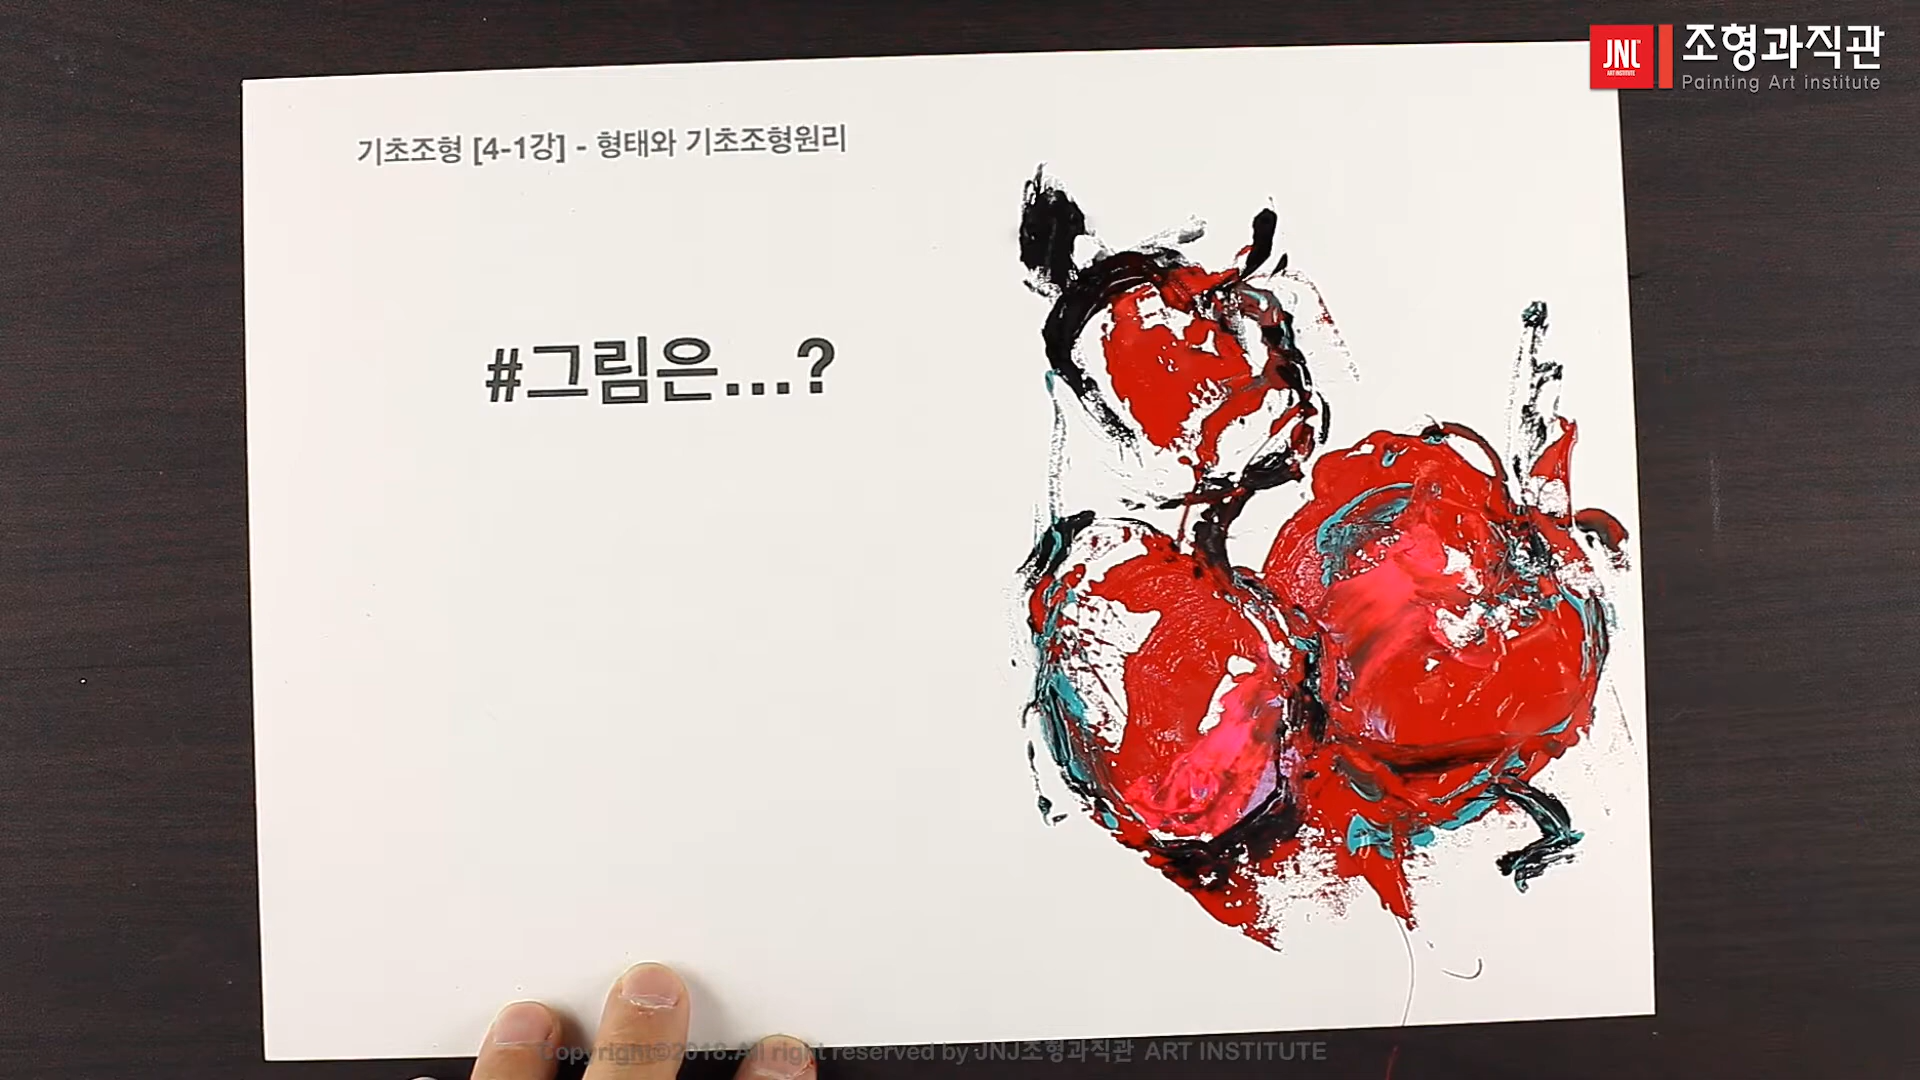 JNL
ART INSTITUTE
조형과직관
Painting Art institute
기초조형 [4-1강] - 형태와 기초조형원리
#그림은...?
Copyright©2018.All right reserved by JNJ조형과직관 ART INSTITUTE